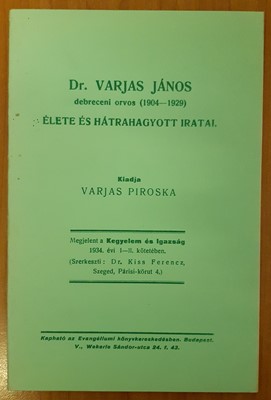 Dr. VARJAS JÁNOS
debreceni orvos (1904—1929)
ÉLETE ÉS HÁTRAHAGYOTT IRATAI.
Kiadja
VARJAS PIROSKA
Megjelent a Kegyelem és Igazság
1934. évi I—II. kötetében.
(Szerkeszti: Dr. Kiss Ferenc,
Szeged, Párisi-körut 4.)
Kapható az Evangéliumi könyvkereskedésben. Budapest.
V., Wekerle Sándor-utca 24. f. 43.